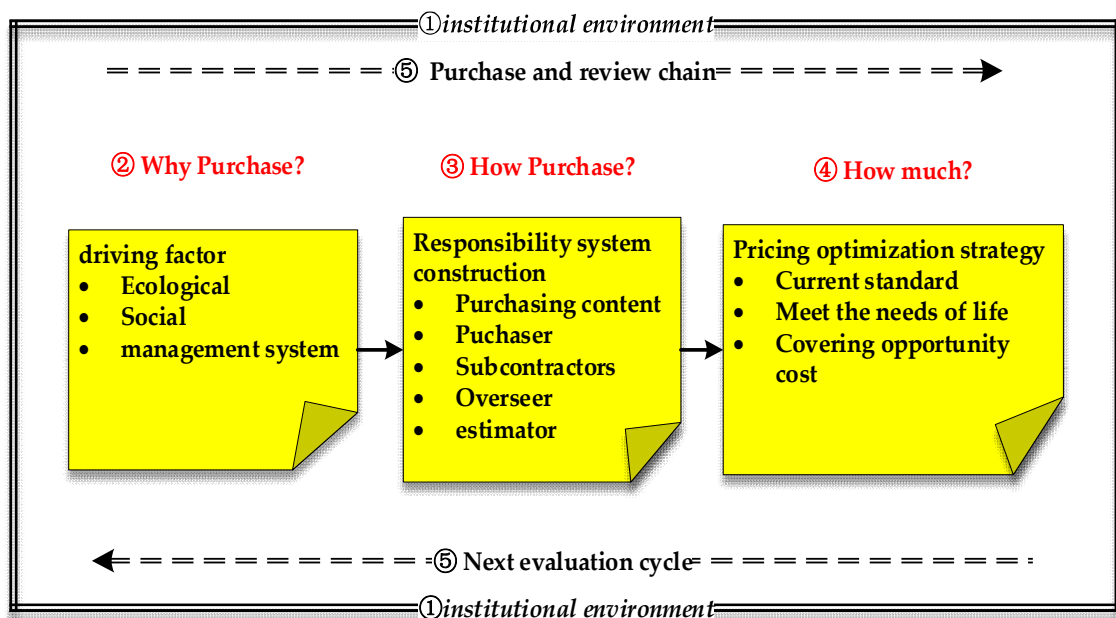 ①institutional environment
⑤ Purchase and review chain
② Why Purchase?
③ How Purchase?
④ How much?
driving factor
• Ecological
• Social
• management system
Responsibility system
construction
• Purchasing content
• Puchaser
• Subcontractors
• Overseer
• estimator
Pricing optimization strategy
• Current standard
• Meet the needs of life
• Covering opportunity
cost
⑤ Next evaluation cycle
①institutional environment